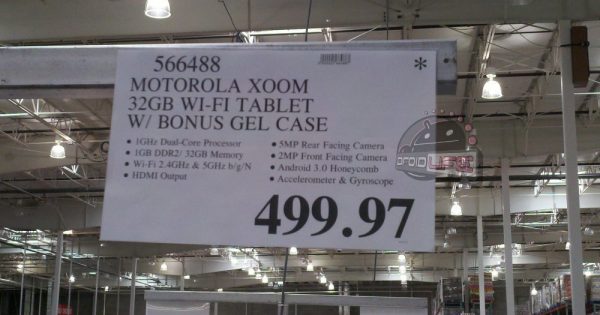 566488
*
MOTOROLA XOOM
32GB WI-FI TABLET
W/ BONUS GEL CASE
• 1GHz Dual-Core Processor
• 1GB DDR2/ 32GB Memory
• Wi-Fi 2.4GHz & 5GHz b/g/N
• HDMI Output
• 5MP Rear Facing Camera
• 2MP Front Facing Camera
• Android 3.0 Honeycomb
• Accelerometer & Gyroscope
499.97
DROID LIFE